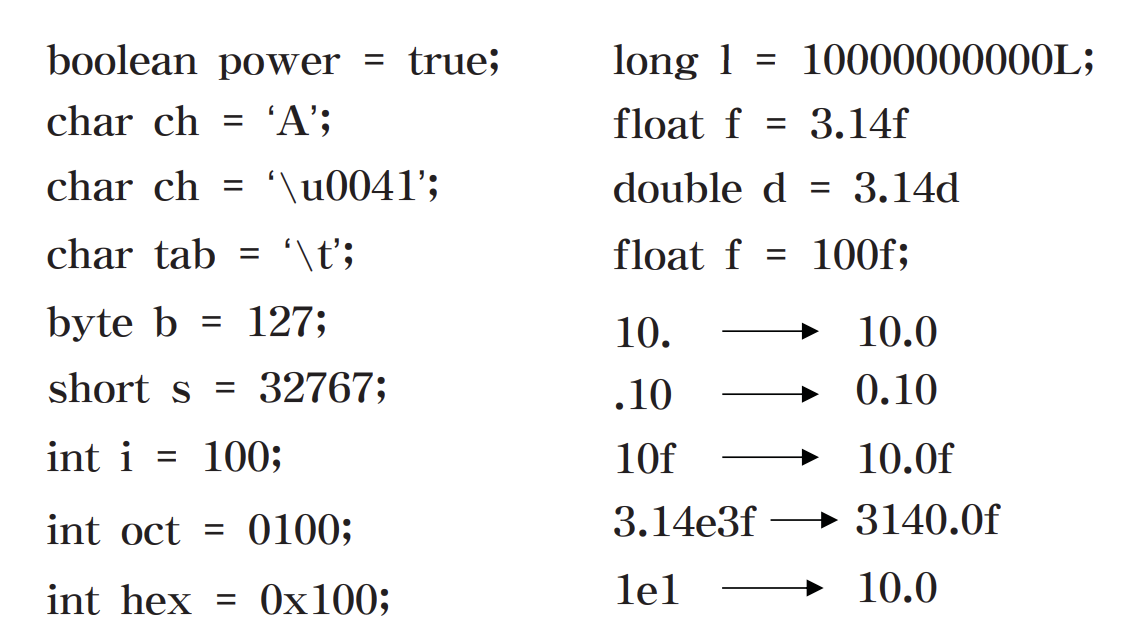 boolean power = true;
char ch = ‘A’;
char ch = ‘\u0041’;
char tab = ‘\t’;
byte b = 127;
short s = 32767;
int i = 100;
int oct = 0100;
int hex = 0x100;
long l = 10000000000L;
float f = 3.14f
double d = 3.14d
float f = 100f;
10. → 10.0
.10 → 0.10
10f → 10.0f
3.14e3f → 3140.0f
1e1 → 10.0